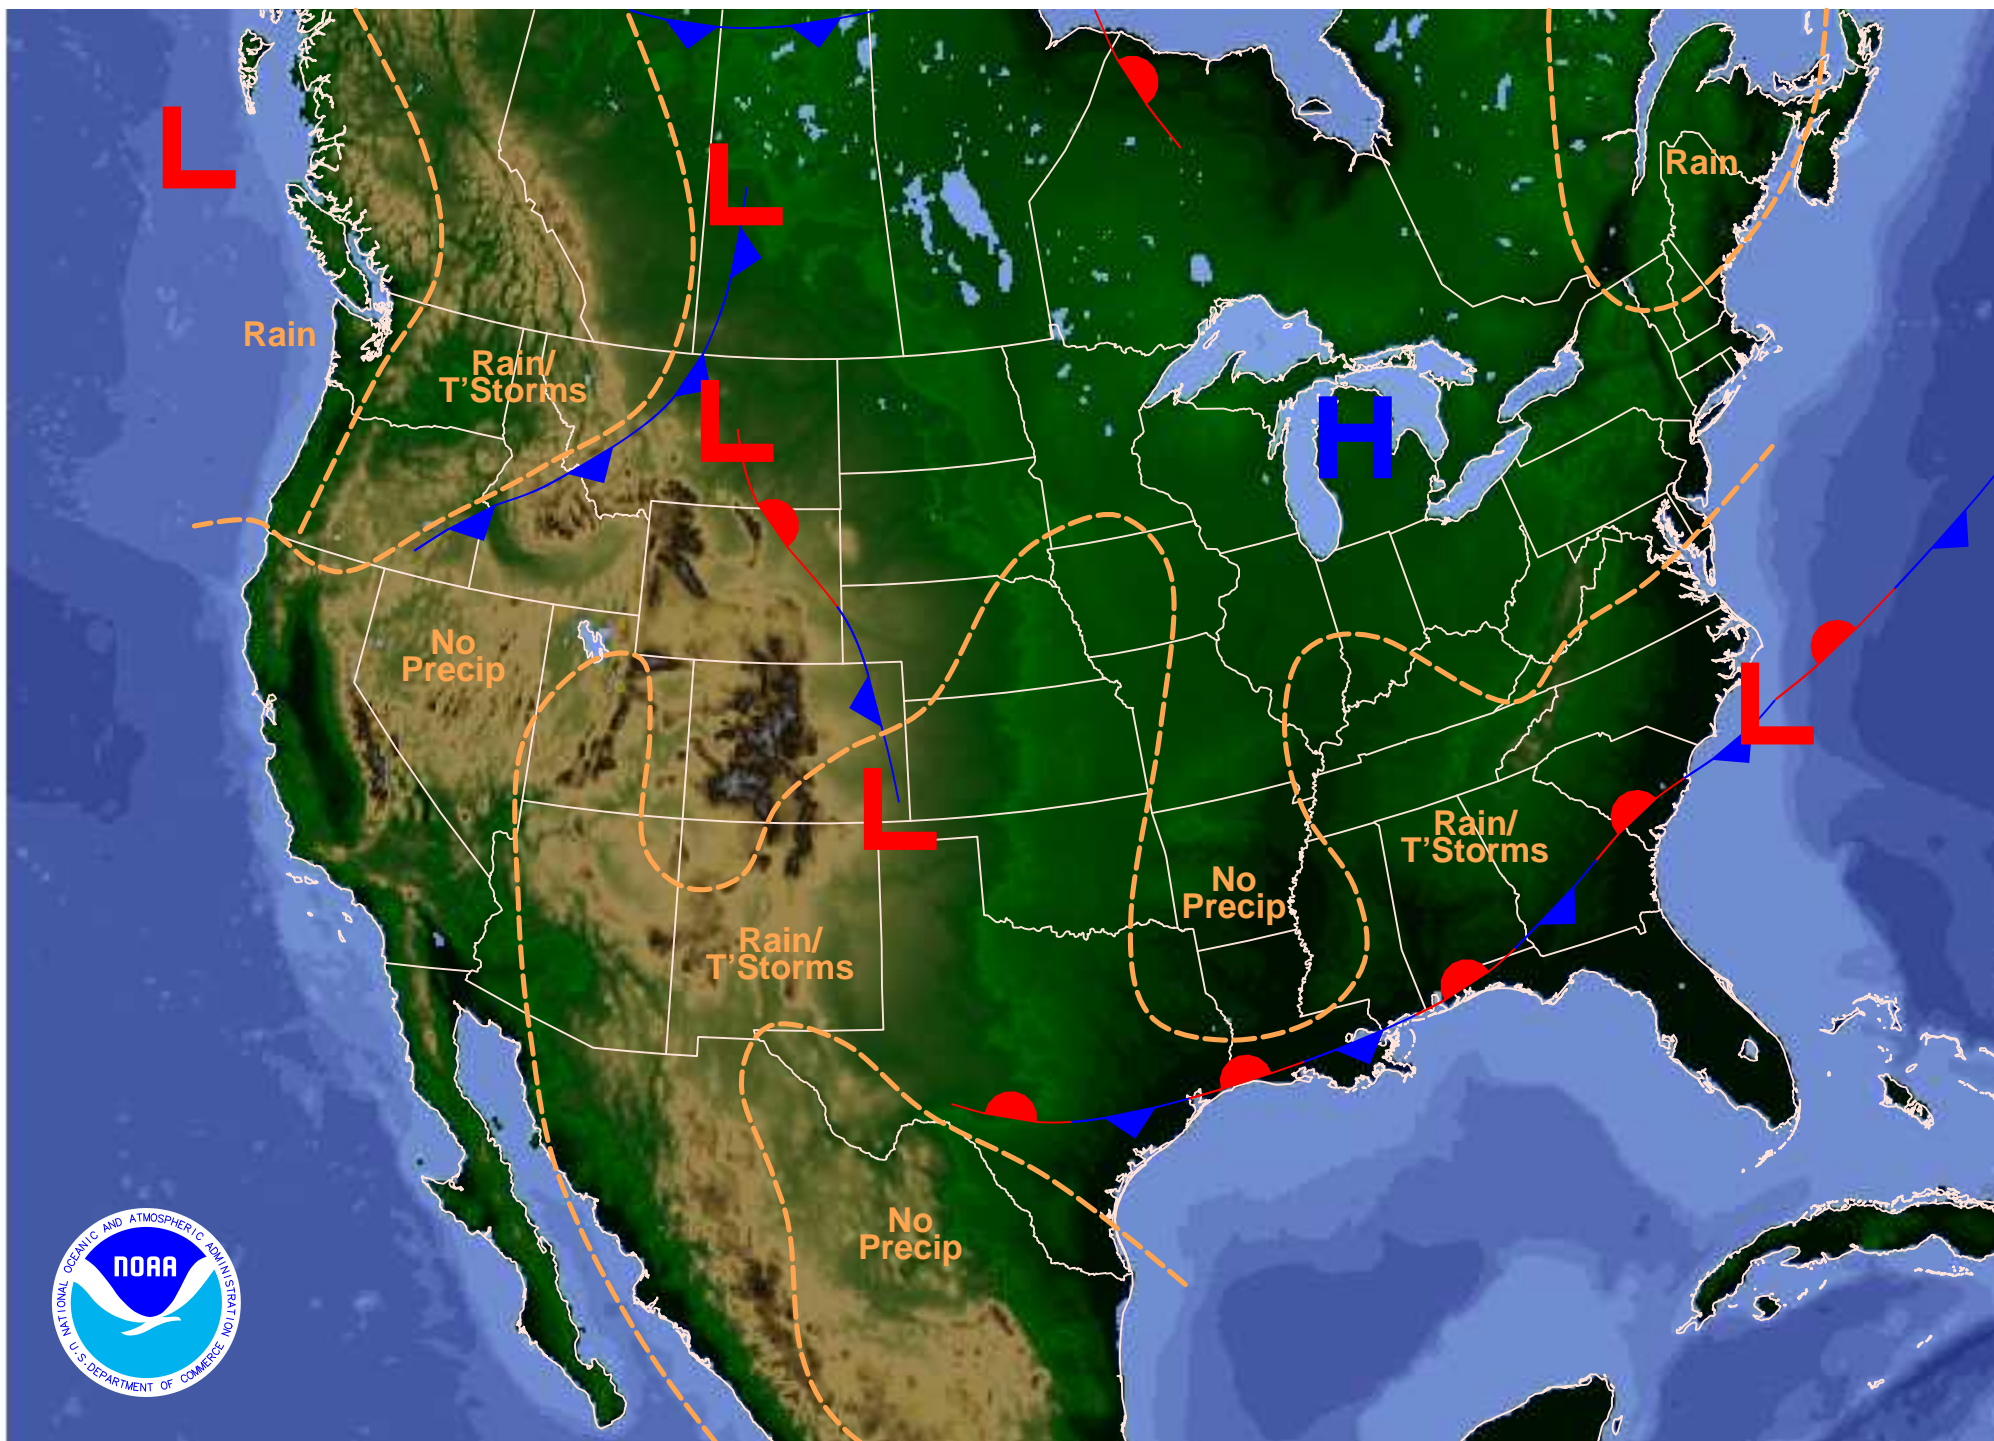 L
L
Rain
Rain
Rain/
T'Storms
L
H
No
Precip
L
L
Rain/
T'Storms
No
Precip
Rain/
T'Storms
No
Precip
NATIONAL OCEANIC AND ATMOSPHERIC ADMINISTRATION
NOAA
U.S. DEPARTMENT OF COMMERCE